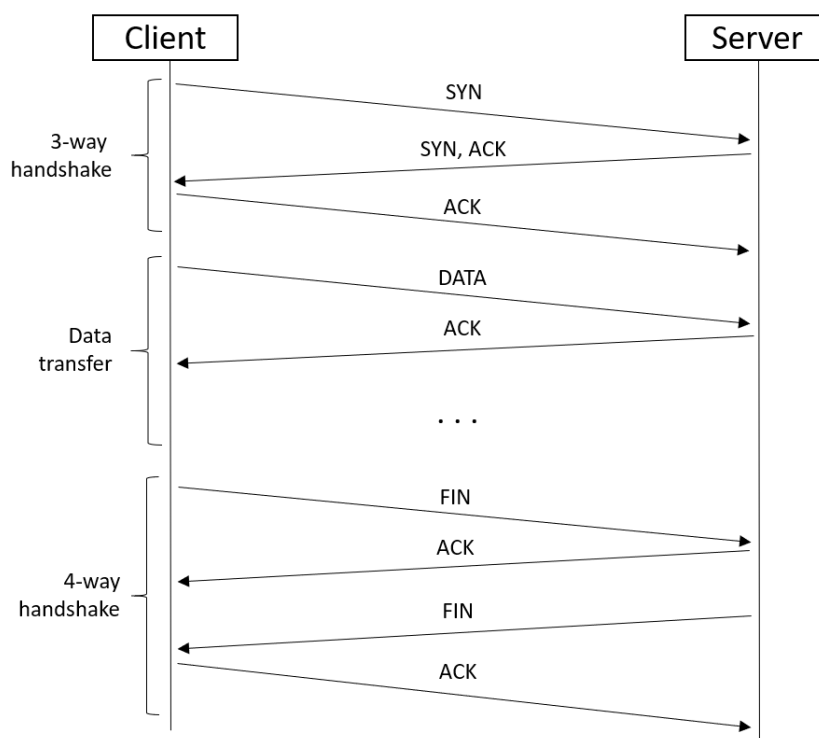 Client
Server
SYN
3-way
handshake
SYN, ACK
ACK
DATA
Data
transfer
ACK
. . .
FIN
ACK
4-way
handshake
FIN
ACK